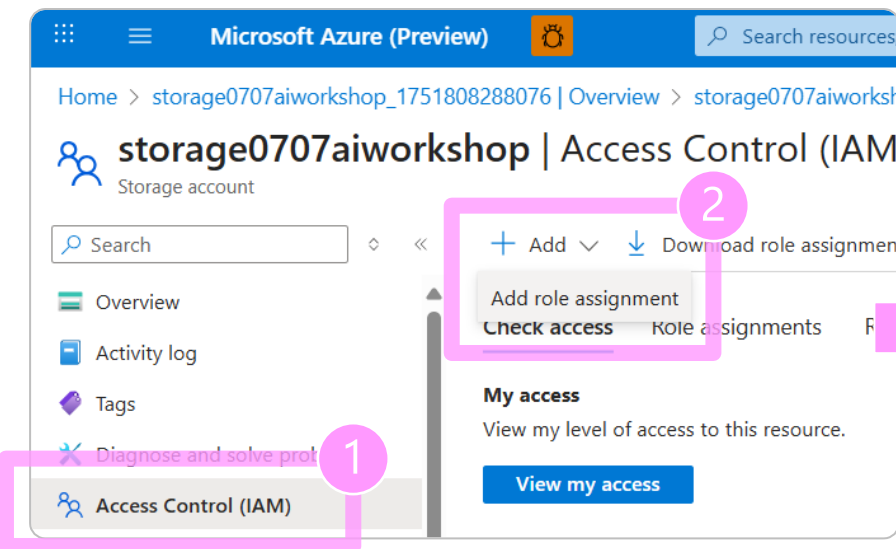 Microsoft Azure (Preview)
Search resources
Home > storage0707aiworkshop_1751808288076 | Overview > storage0707aiworksh
storage0707aiworkshop | Access Control (IAM
Storage account
2
Search
«
+ Add
Download role assignmen
Overview
Add role assignment
Check access
Role assignments
R
Activity log
Tags
My access
View my level of access to this resource.
Diagnose and solve prob
1
View my access
Access Control (IAM)